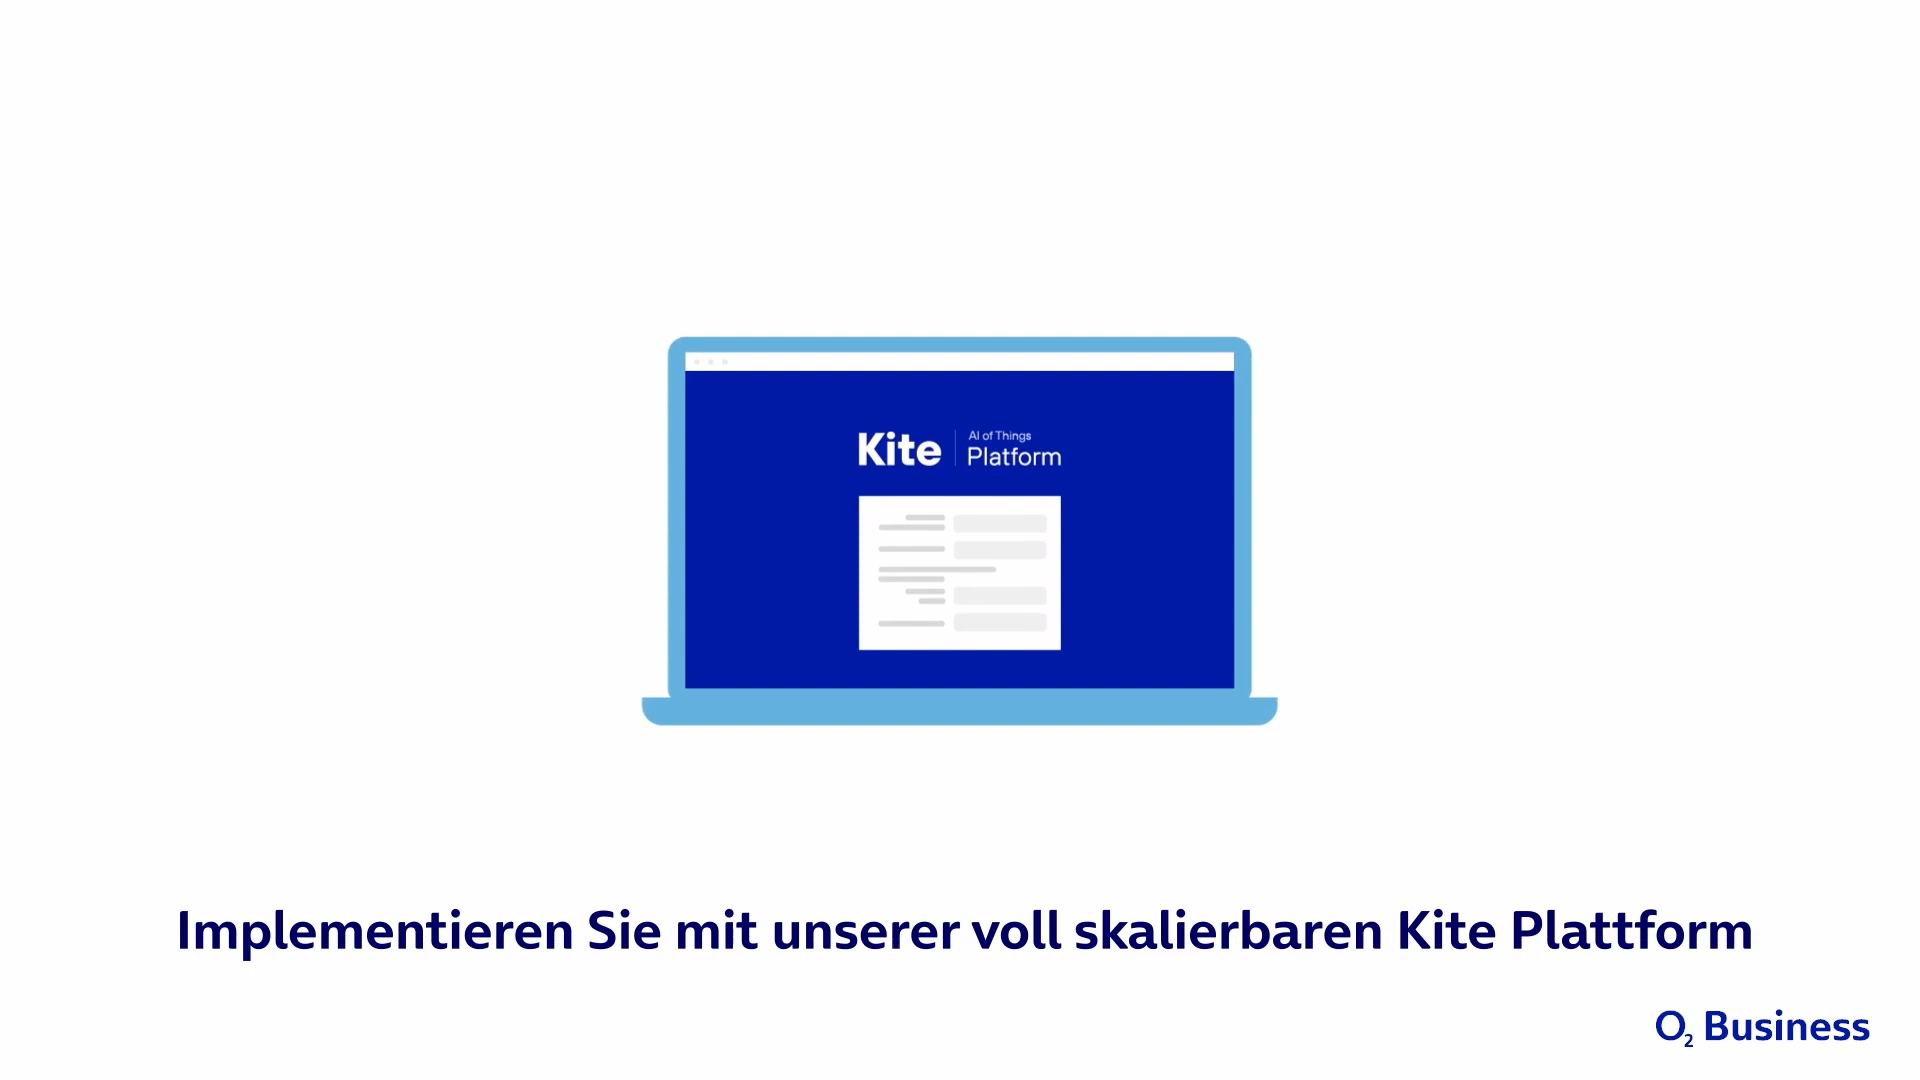 Kite
AI of Things
Platform
Implementieren Sie mit unserer voll skalierbaren Kite Plattform
O₂ Business